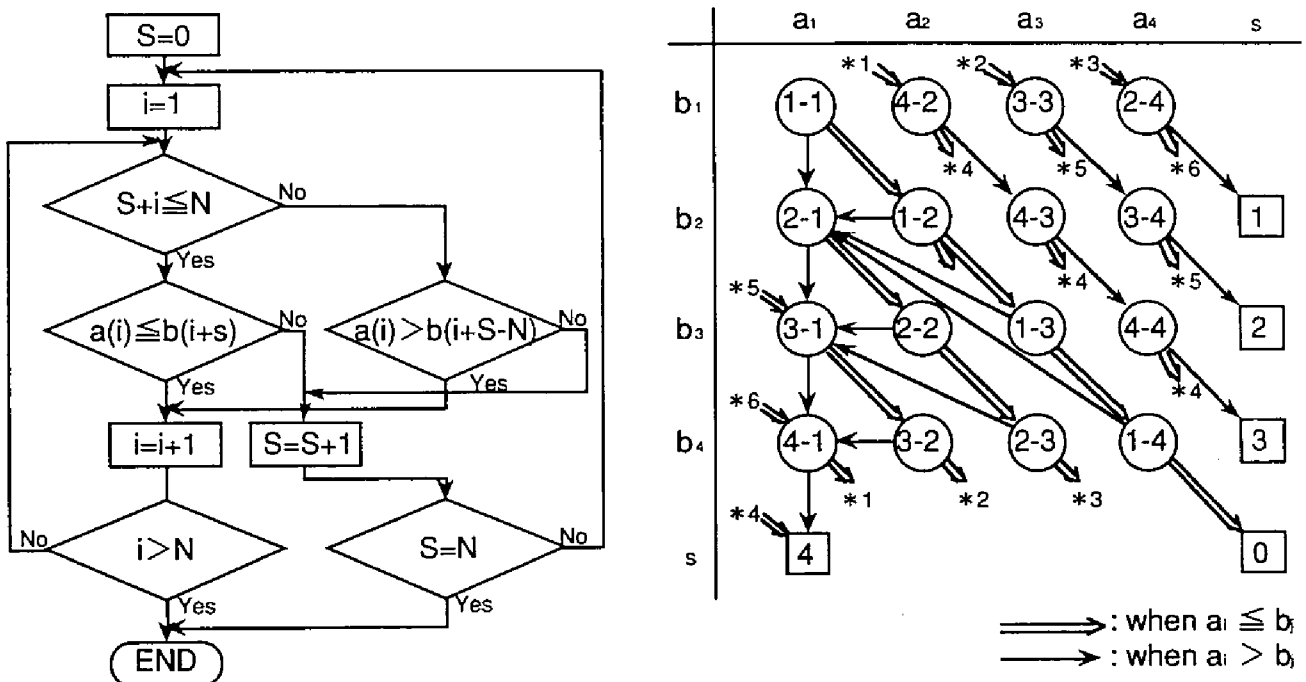 S=0
i=1
S+i≦N
No
Yes
a(i)≦b(i+s)
No
a(i)>b(i+S-N)
No
Yes
Yes
i=i+1
S=S+1
i>N
No
S=N
No
Yes
Yes
END
a₁ a₂ a₃ a₄ s
*1 *2 *3
b₁ 1-1 4-2 3-3 2-4
*4 *5 *6
b₂ 2-1 1-2 4-3 3-4 1
*4 *5
*5
b₃ 3-1 2-2 1-3 4-4 2
*4
*6
b₄ 4-1 3-2 2-3 1-4 3
*1 *2 *3
*4
s 4 0
: when aᵢ ≦ bⱼ
: when aᵢ > bⱼ